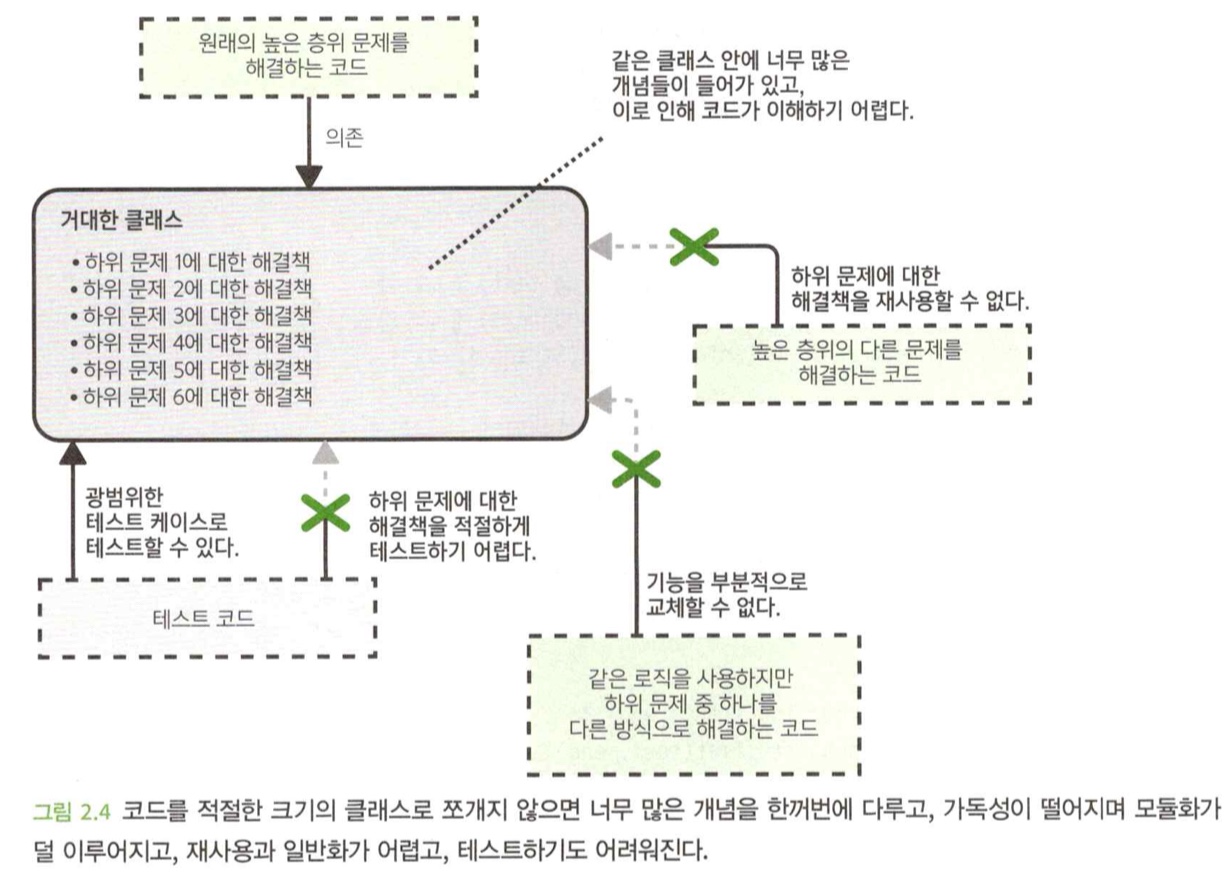 원래의 높은 층위 문제를
해결하는 코드
같은 클래스 안에 너무 많은
개념들이 들어가 있고,
이로 인해 코드가 이해하기 어렵다.
의존
거대한 클래스
• 하위 문제 1에 대한 해결책
• 하위 문제 2에 대한 해결책
• 하위 문제 3에 대한 해결책
• 하위 문제 4에 대한 해결책
• 하위 문제 5에 대한 해결책
• 하위 문제 6에 대한 해결책
하위 문제에 대한
해결책을 재사용할 수 없다.
높은 층위의 다른 문제를
해결하는 코드
광범위한
테스트 케이스로
테스트할 수 있다.
하위 문제에 대한
해결책을 적절하게
테스트하기 어렵다.
테스트 코드
기능을 부분적으로
교체할 수 없다.
같은 로직을 사용하지만
하위 문제 중 하나를
다른 방식으로 해결하는 코드
그림 2.4 코드를 적절한 크기의 클래스로 쪼개지 않으면 너무 많은 개념을 한꺼번에 다루고, 가독성이 떨어지며 모듈화가
덜 이루어지고, 재사용과 일반화가 어렵고, 테스트하기도 어려워진다.